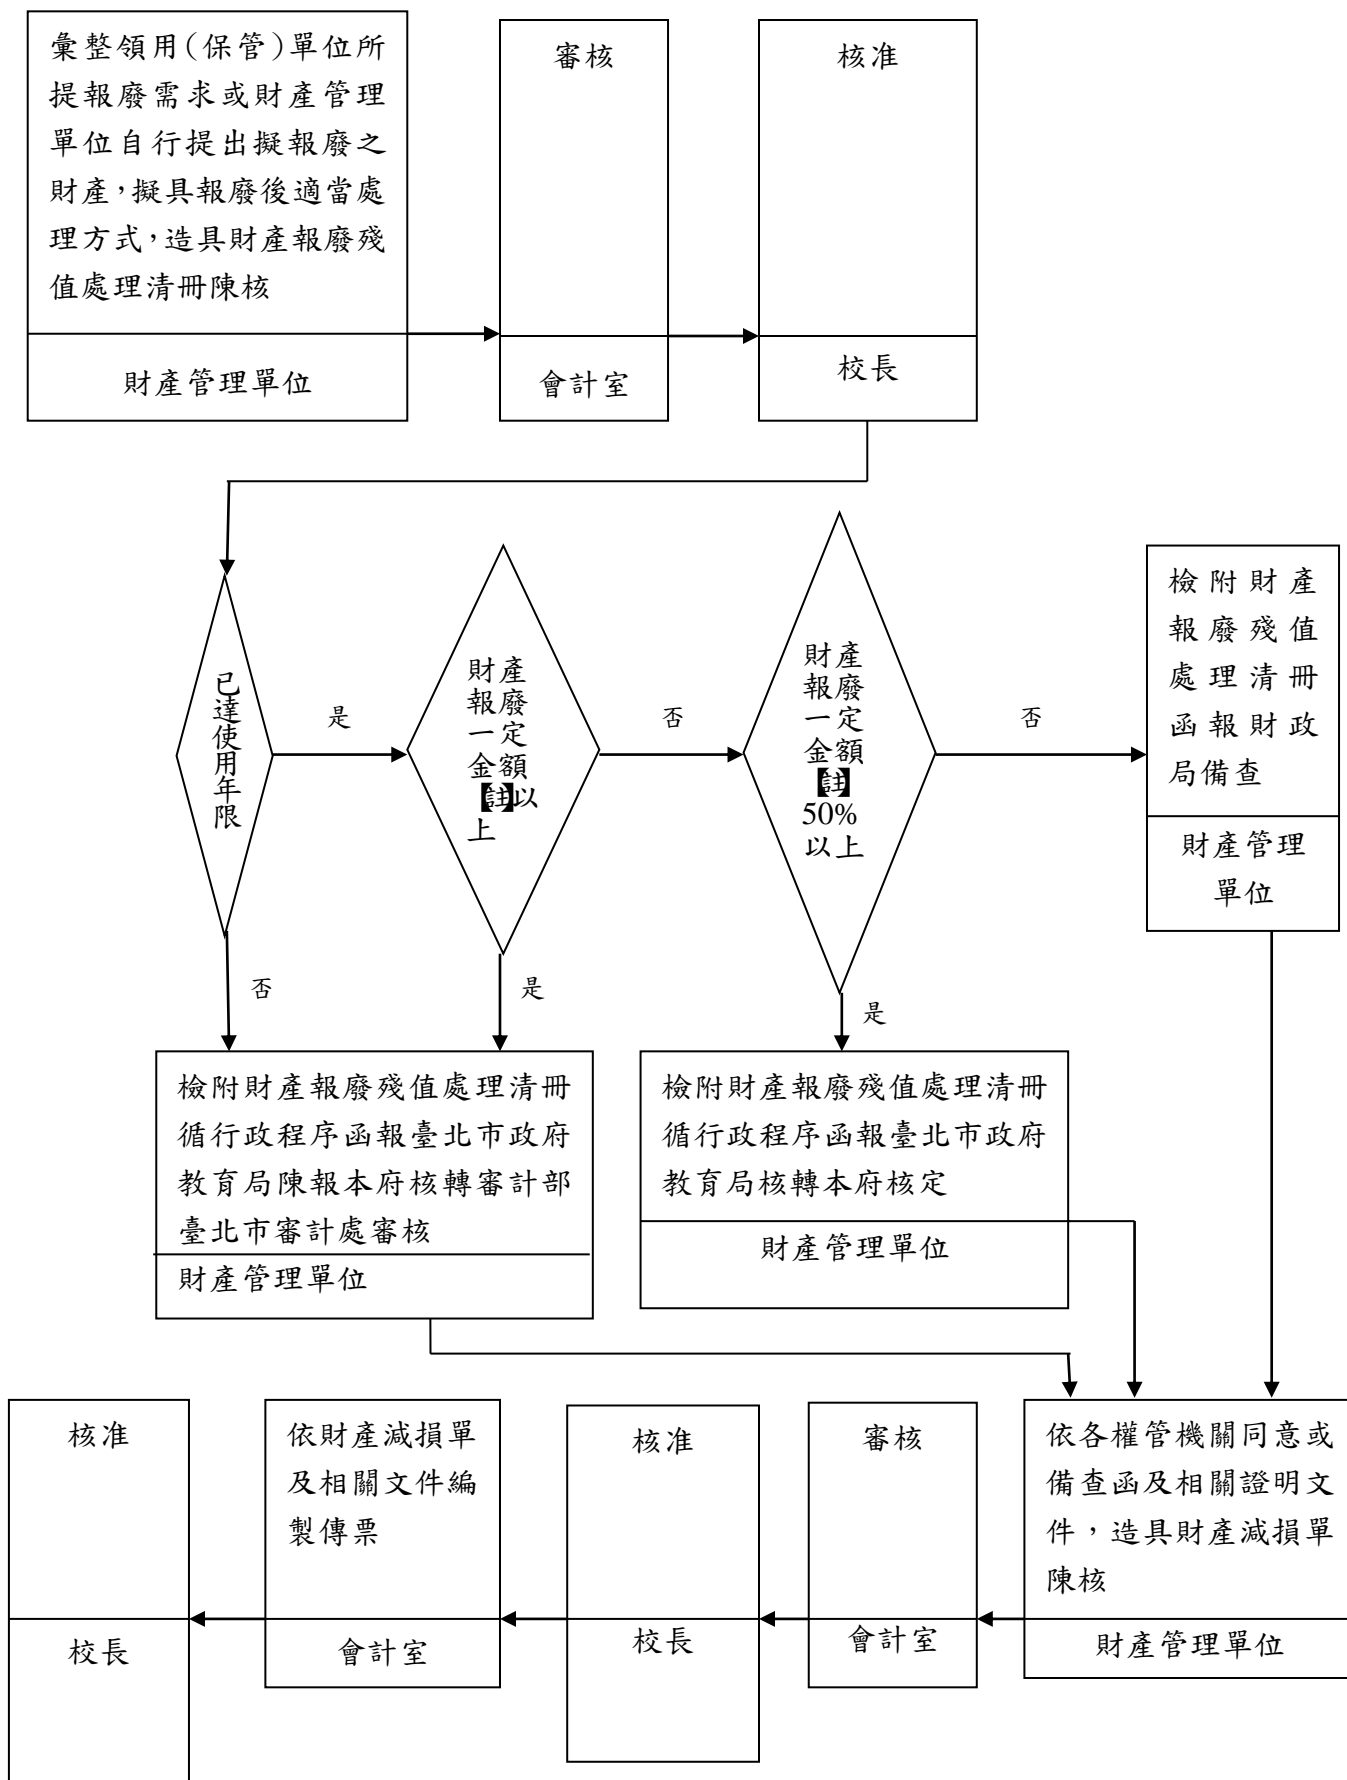 彙整領用(保管)單位所
提報廢需求或財產管理
單位自行提出擬報廢之
財產，擬具報廢後適當處
理方式，造具財產報廢殘
值處理清冊陳核
財產管理單位
審核
會計室
核准
校長
已達使用年限
是
否
財產
報廢
一定
金額
【註】以
上
否
是
財產
報廢
一定
金額
【註】
50%
以上
否
是
檢附財產
報廢殘值
處理清冊
函報財政
局備查
財產管理
單位
檢附財產報廢殘值處理清冊
循行政程序函報臺北市政府
教育局陳報本府核轉審計部
臺北市審計處審核
財產管理單位
檢附財產報廢殘值處理清冊
循行政程序函報臺北市政府
教育局核轉本府核定
財產管理單位
依各權管機關同意或
備查函及相關證明文
件，造具財產減損單
陳核
財產管理單位
審核
會計室
核准
校長
依財產減損單
及相關文件編
製傳票
會計室
核准
校長